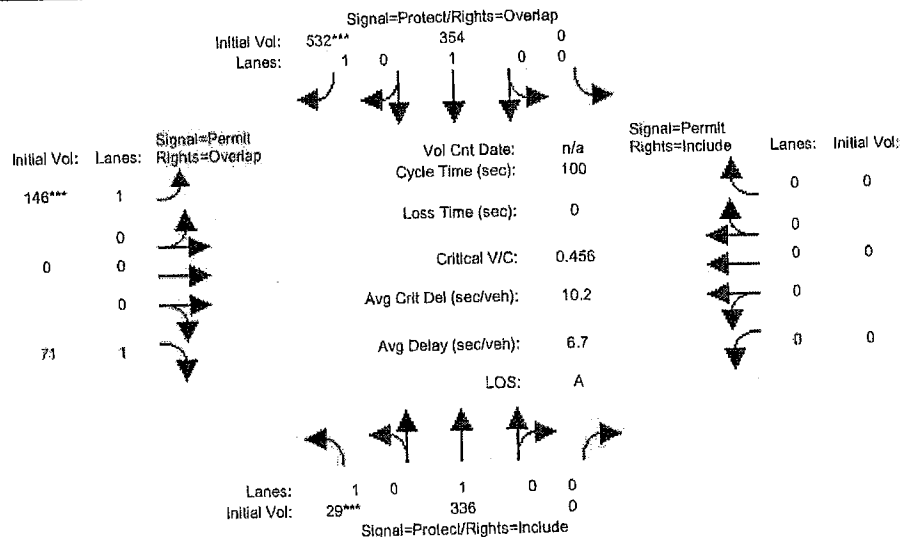 Signal=Protect/Rights=Overlap
Initial Vol: 532*** 354 0
Lanes: 1 0 1 0 0
Signal=Permit
Rights=Overlap
Initial Vol: Lanes:
146*** 1
0
0 0
0
71 1
Vol Cnt Date: n/a
Cycle Time (sec): 100
Loss Time (sec): 0
Critical V/C: 0.456
Avg Crit Del (sec/veh): 10.2
Avg Delay (sec/veh): 6.7
LOS: A
Signal=Permit
Rights=Include
Lanes: Initial Vol:
0 0
0
0 0
0
0 0
Lanes: 1 0 1 0 0
Initial Vol: 29*** 336 0
Signal=Protect/Rights=Include